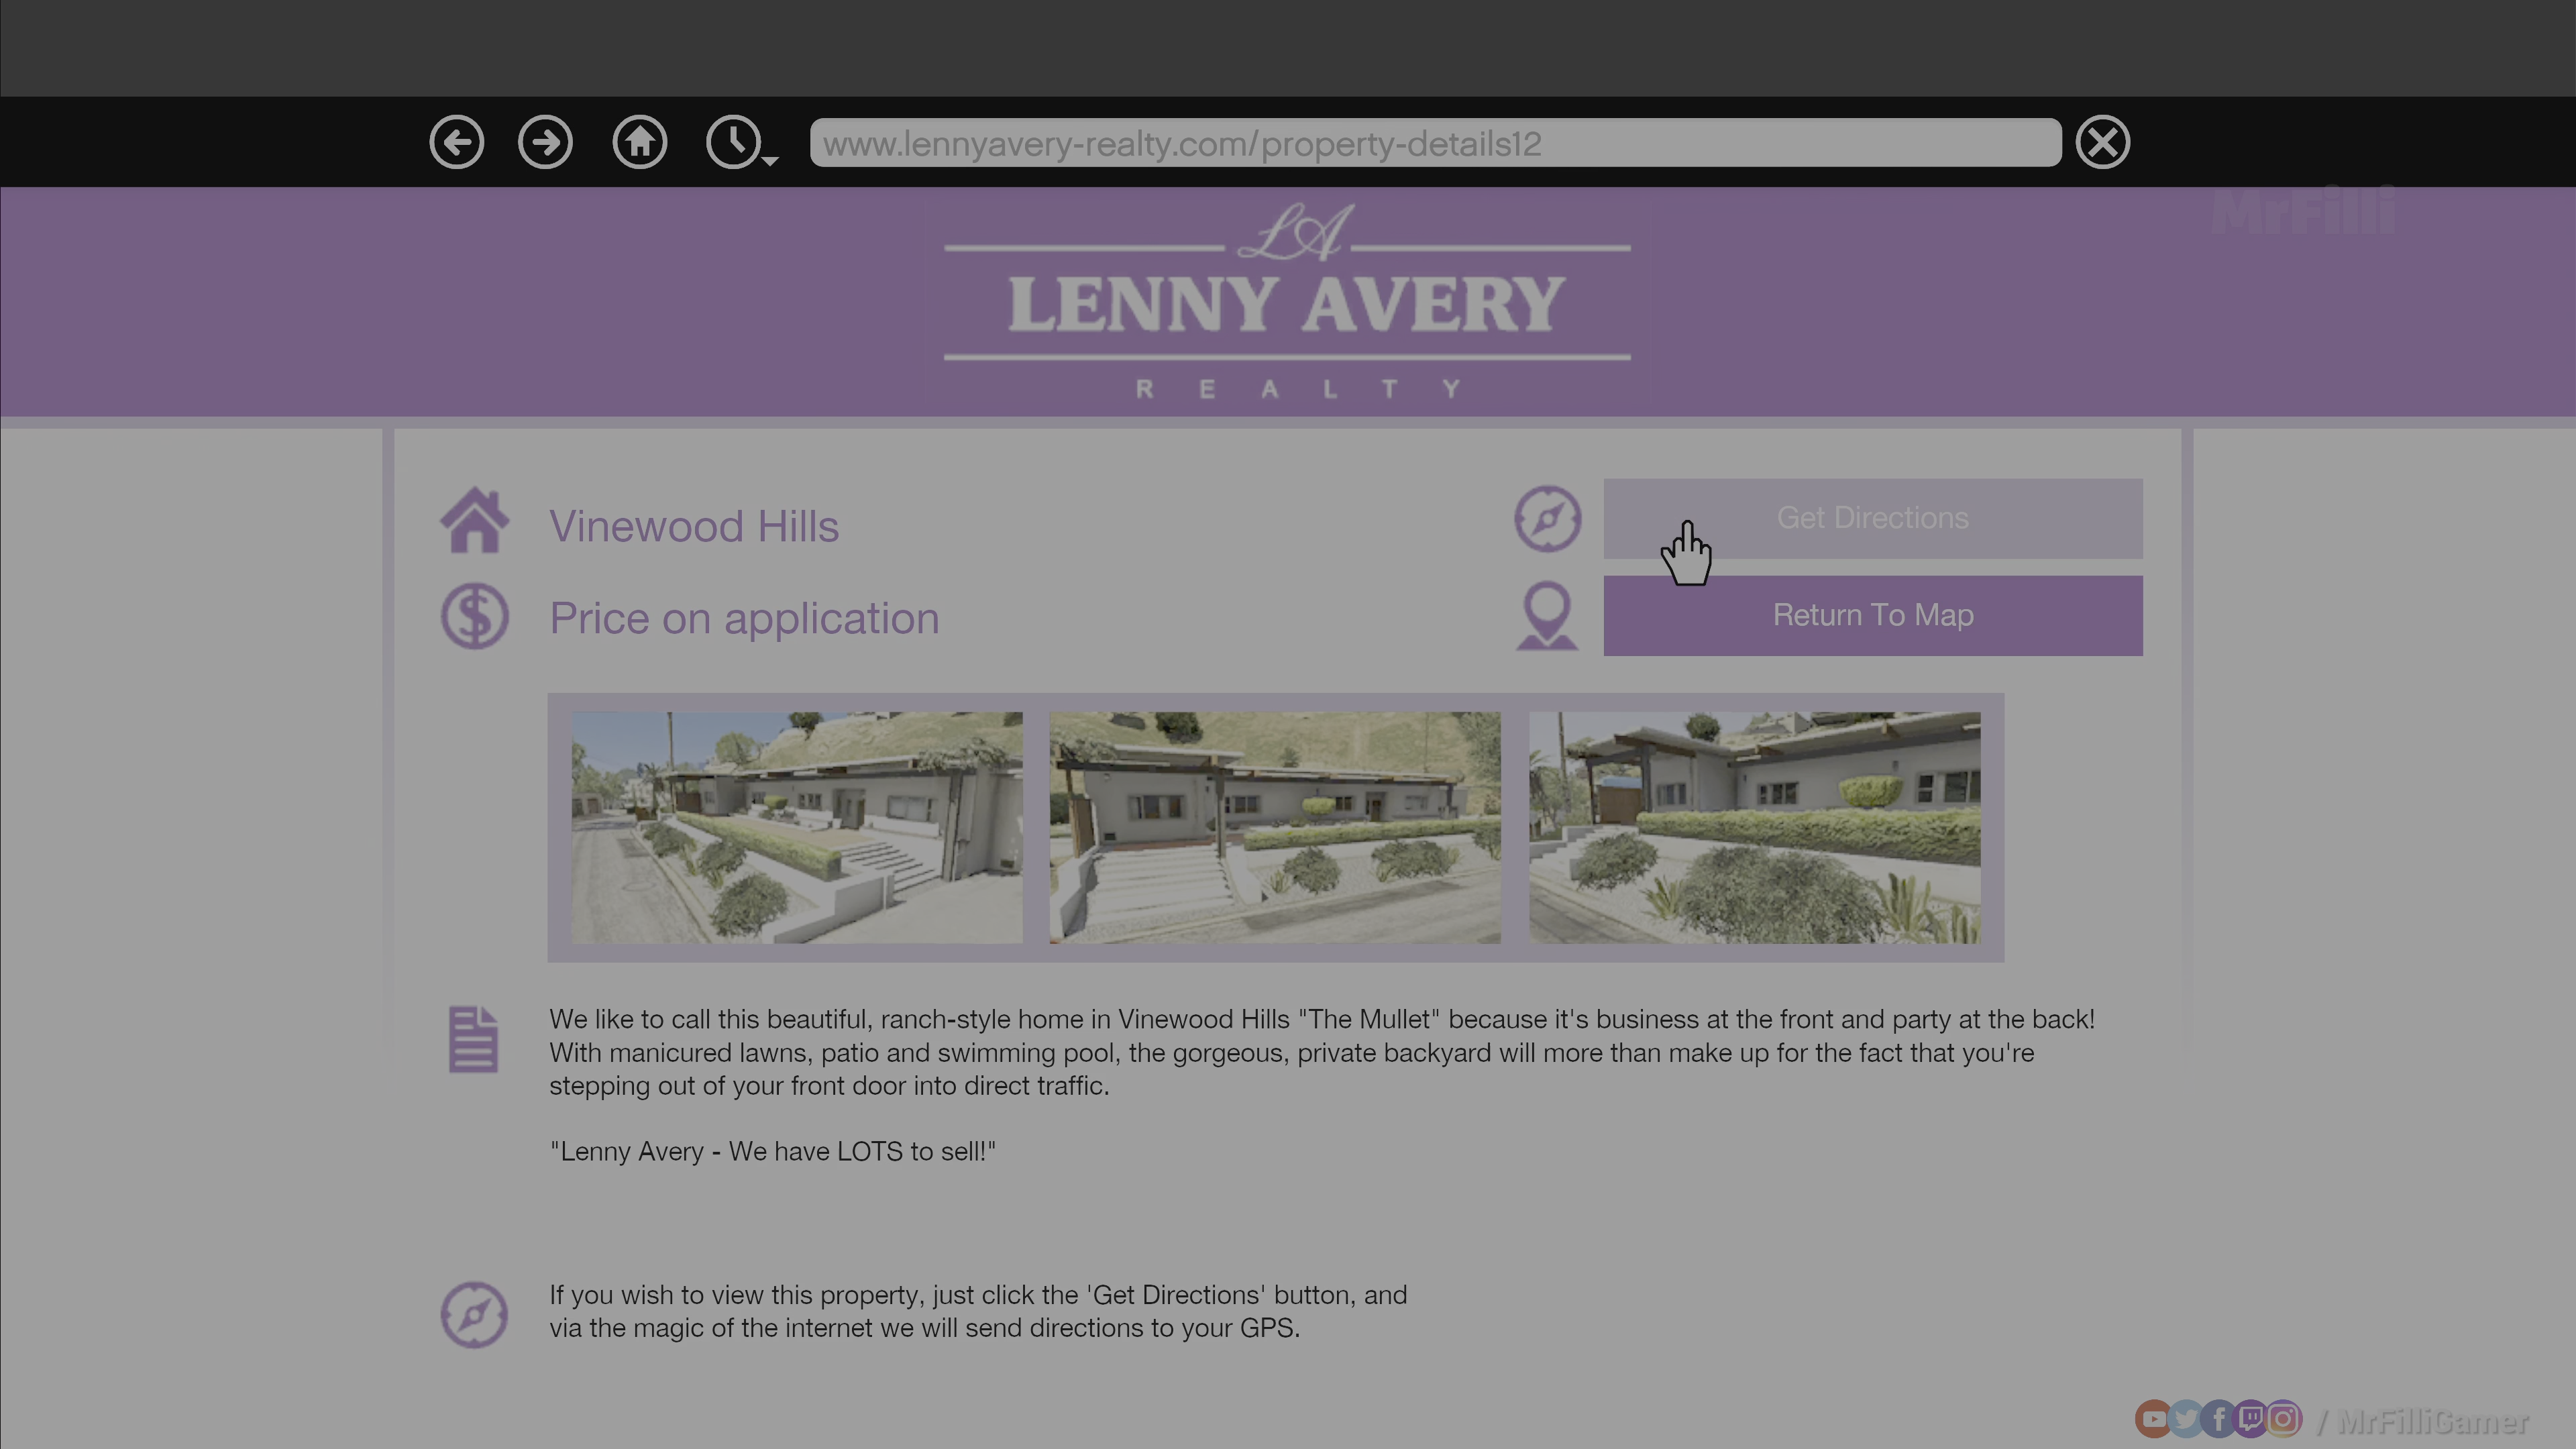 www.lennyavery-realty.com/property-details12
MrFilli
LA
LENNY AVERY
REALTY
Vinewood Hills
Get Directions
Price on application
Return To Map
We like to call this beautiful, ranch-style home in Vinewood Hills "The Mullet" because it's business at the front and party at the back!
With manicured lawns, patio and swimming pool, the gorgeous, private backyard will more than make up for the fact that you're
stepping out of your front door into direct traffic.
"Lenny Avery - We have LOTS to sell!"
If you wish to view this property, just click the 'Get Directions' button, and
via the magic of the internet we will send directions to your GPS.
/ MrFilliGamer